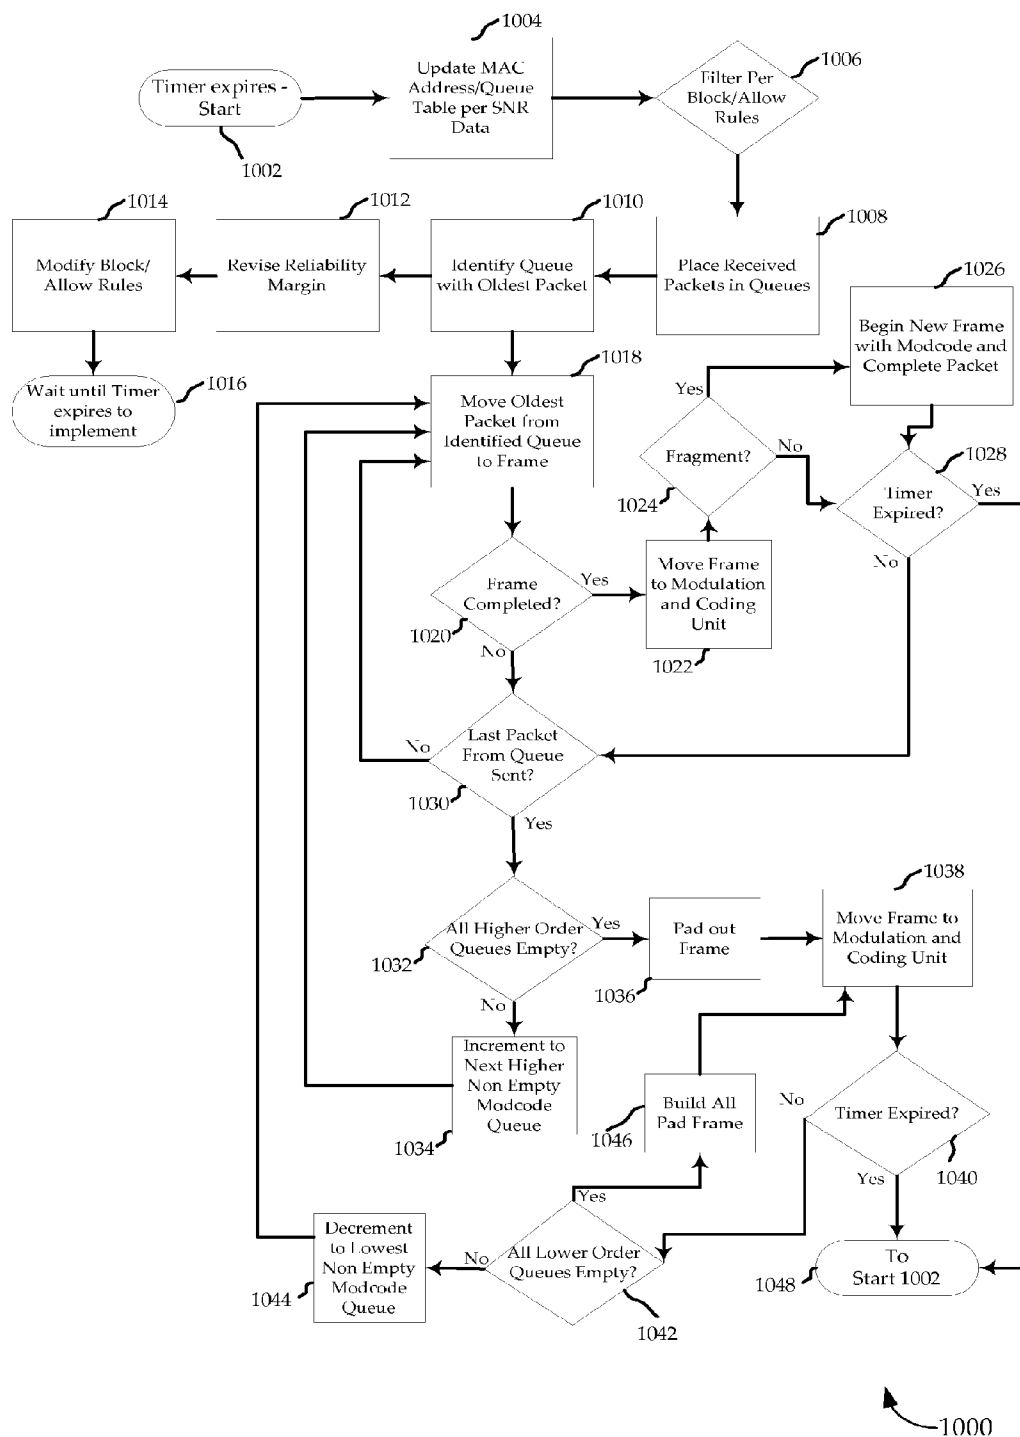 1004
Update MAC
Address/Queue
Table per SNR
Data
1006
Filter Per
Block/Allow
Rules
Timer expires -
Start
1002
1014
Modify Block/
Allow Rules
1012
Revise Reliability
Margin
1010
Identify Queue
with Oldest Packet
1008
Place Received
Packets in Queues
1026
Begin New Frame
with Modcode and
Complete Packet
1016
Wait until Timer
expires to
implement
1018
Move Oldest
Packet from
Identified Queue
to Frame
Yes
Fragment?
No
1024
1028
Timer
Expired?
Yes
No
Frame
Completed?
Yes
1020
No
Move Frame
to Modulation
and Coding
Unit
1022
Last Packet
From Queue
Sent?
No
1030
Yes
All Higher Order
Queues Empty?
Yes
1032
No
Pad out
Frame
1036
1038
Move Frame to
Modulation and
Coding Unit
Increment to
Next Higher
Non Empty
Modcode
Queue
1034
Build All
Pad Frame
1046
No
Timer Expired?
1040
Yes
Yes
All Lower Order
Queues Empty?
No
1042
Decrement
to Lowest
Non Empty
Modcode
Queue
1044
To
Start 1002
1048
1000